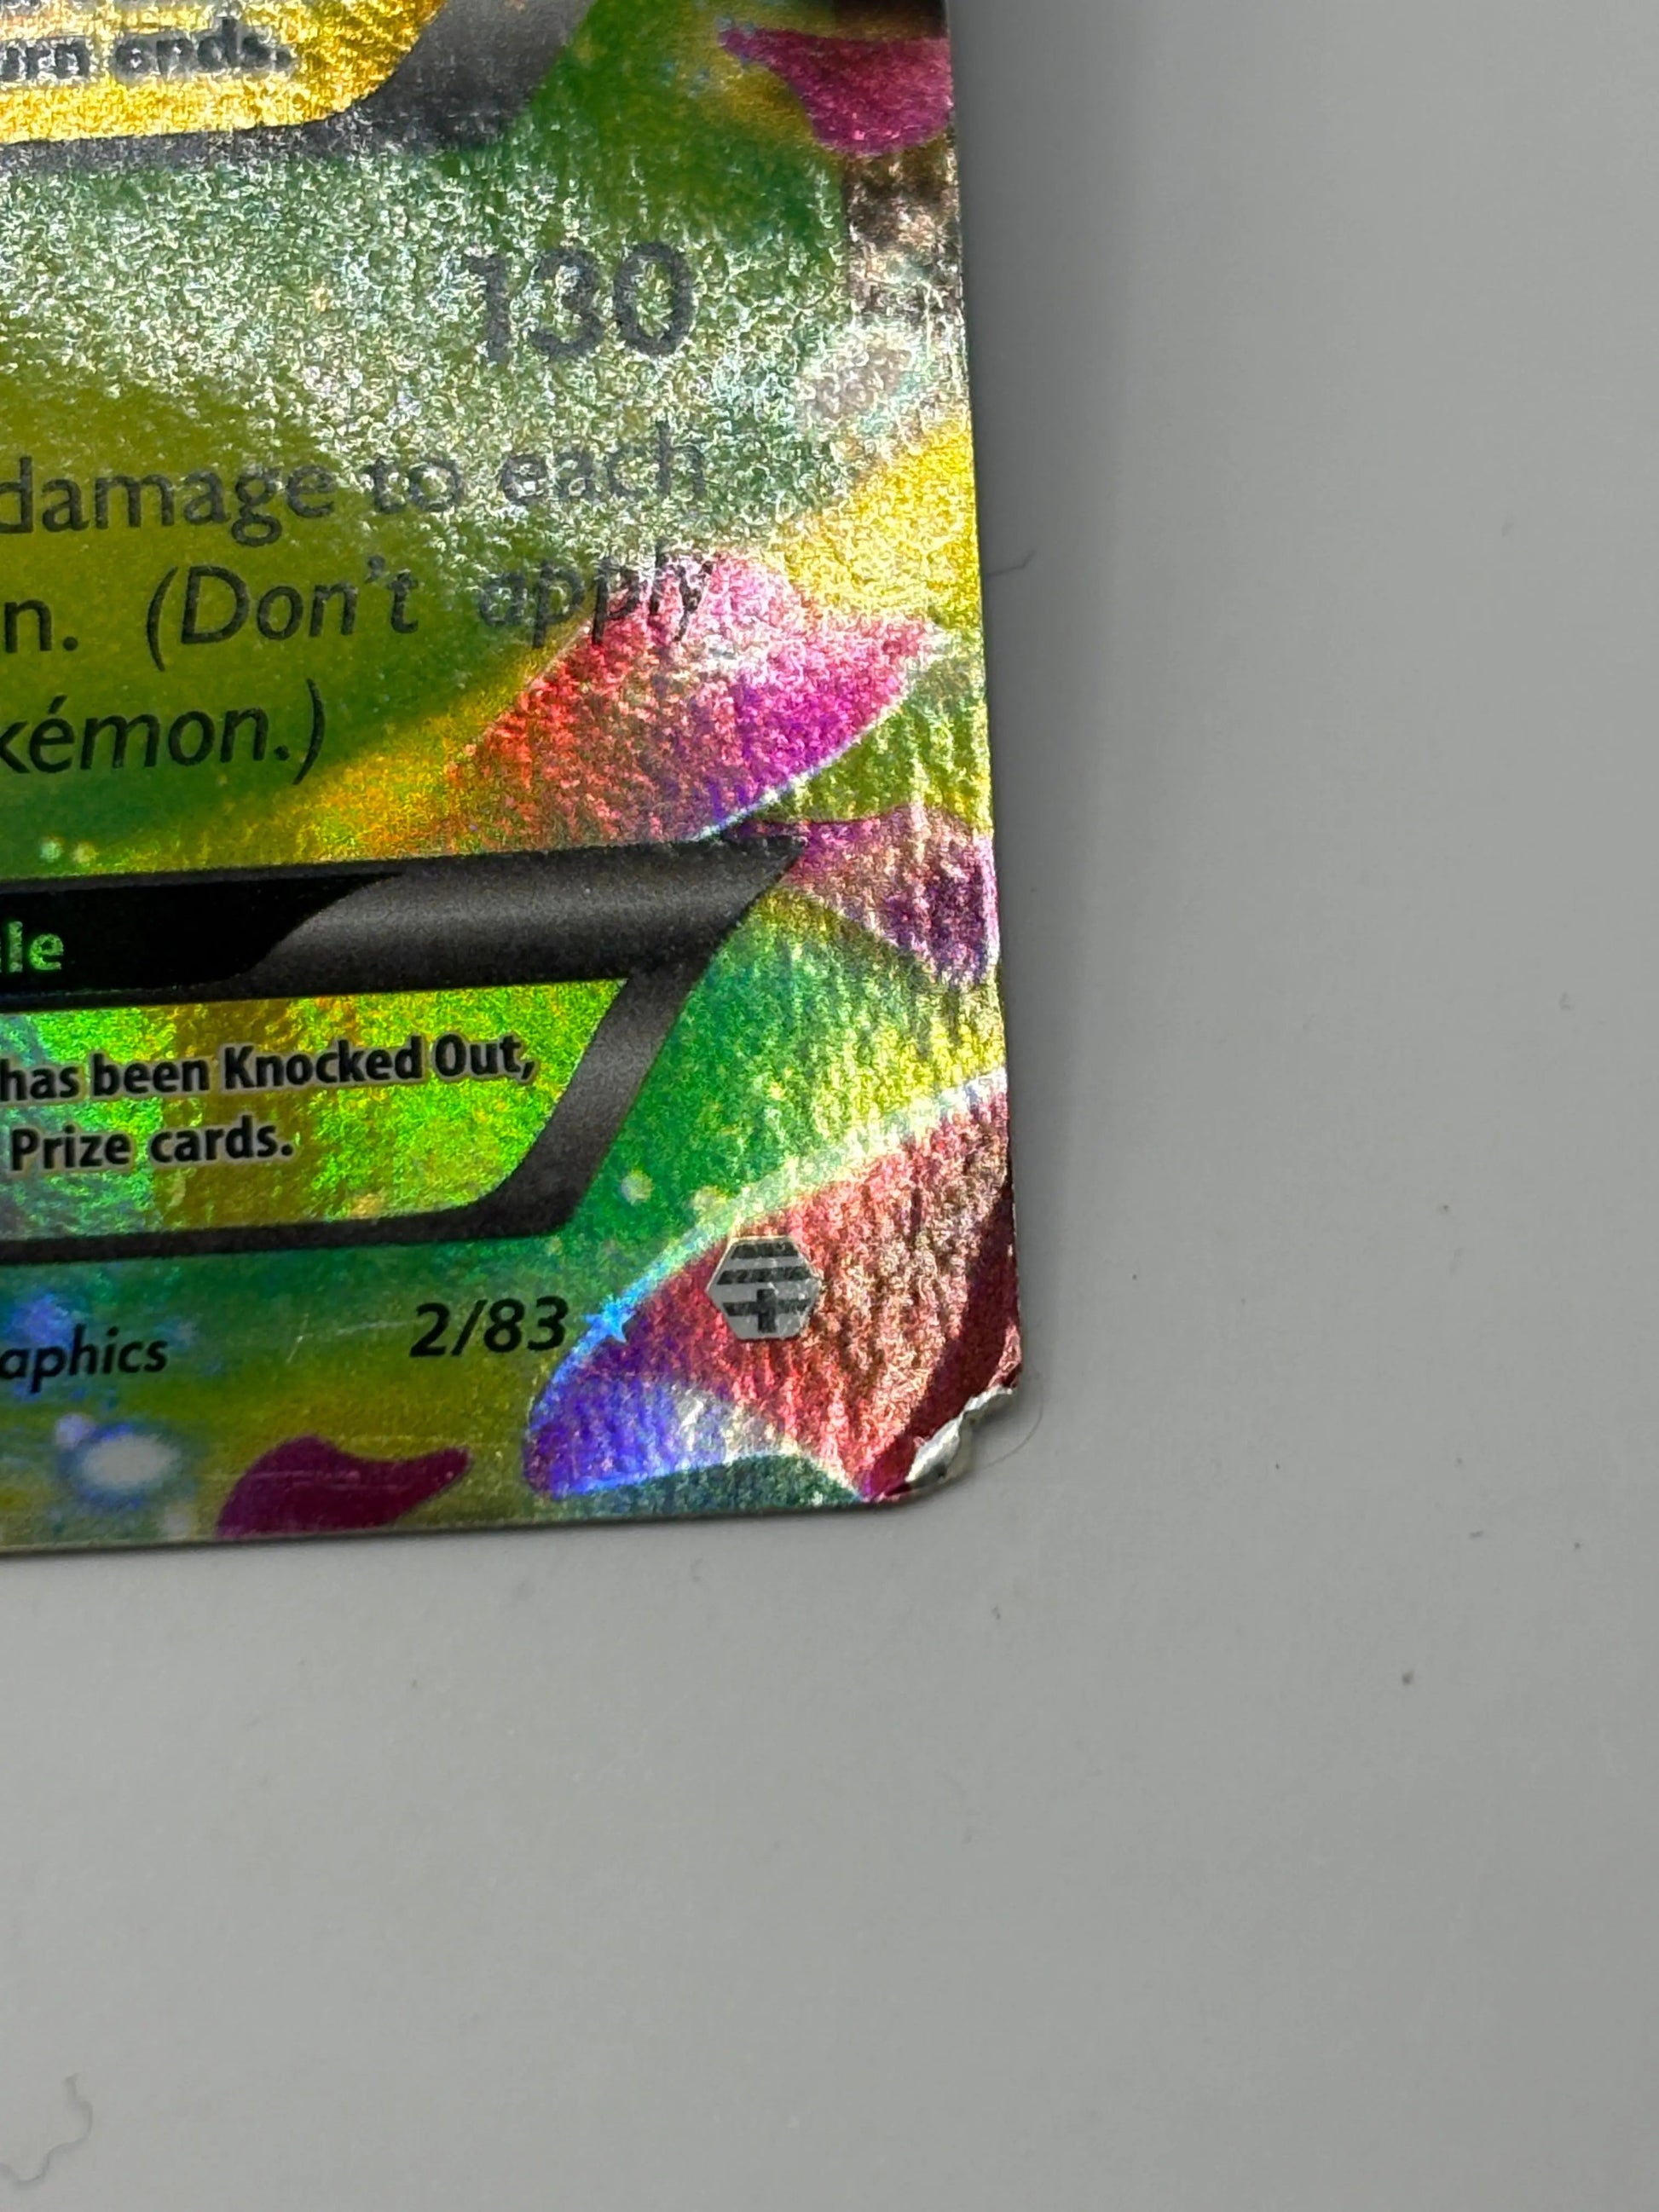 urn ends.
130
damage to each
n. (Don't apply
kémon.)
le
has been Knocked Out,
Prize cards.
aphics
2/83